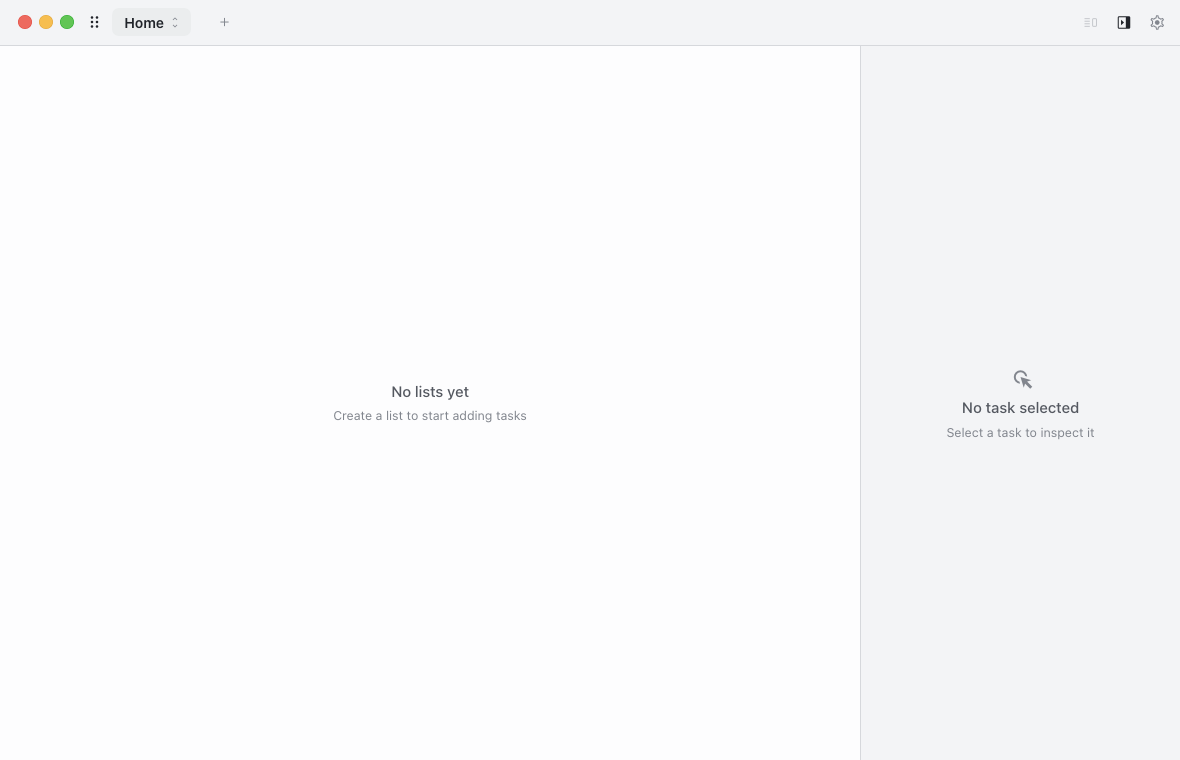 Home
No lists yet
Create a list to start adding tasks
No task selected
Select a task to inspect it